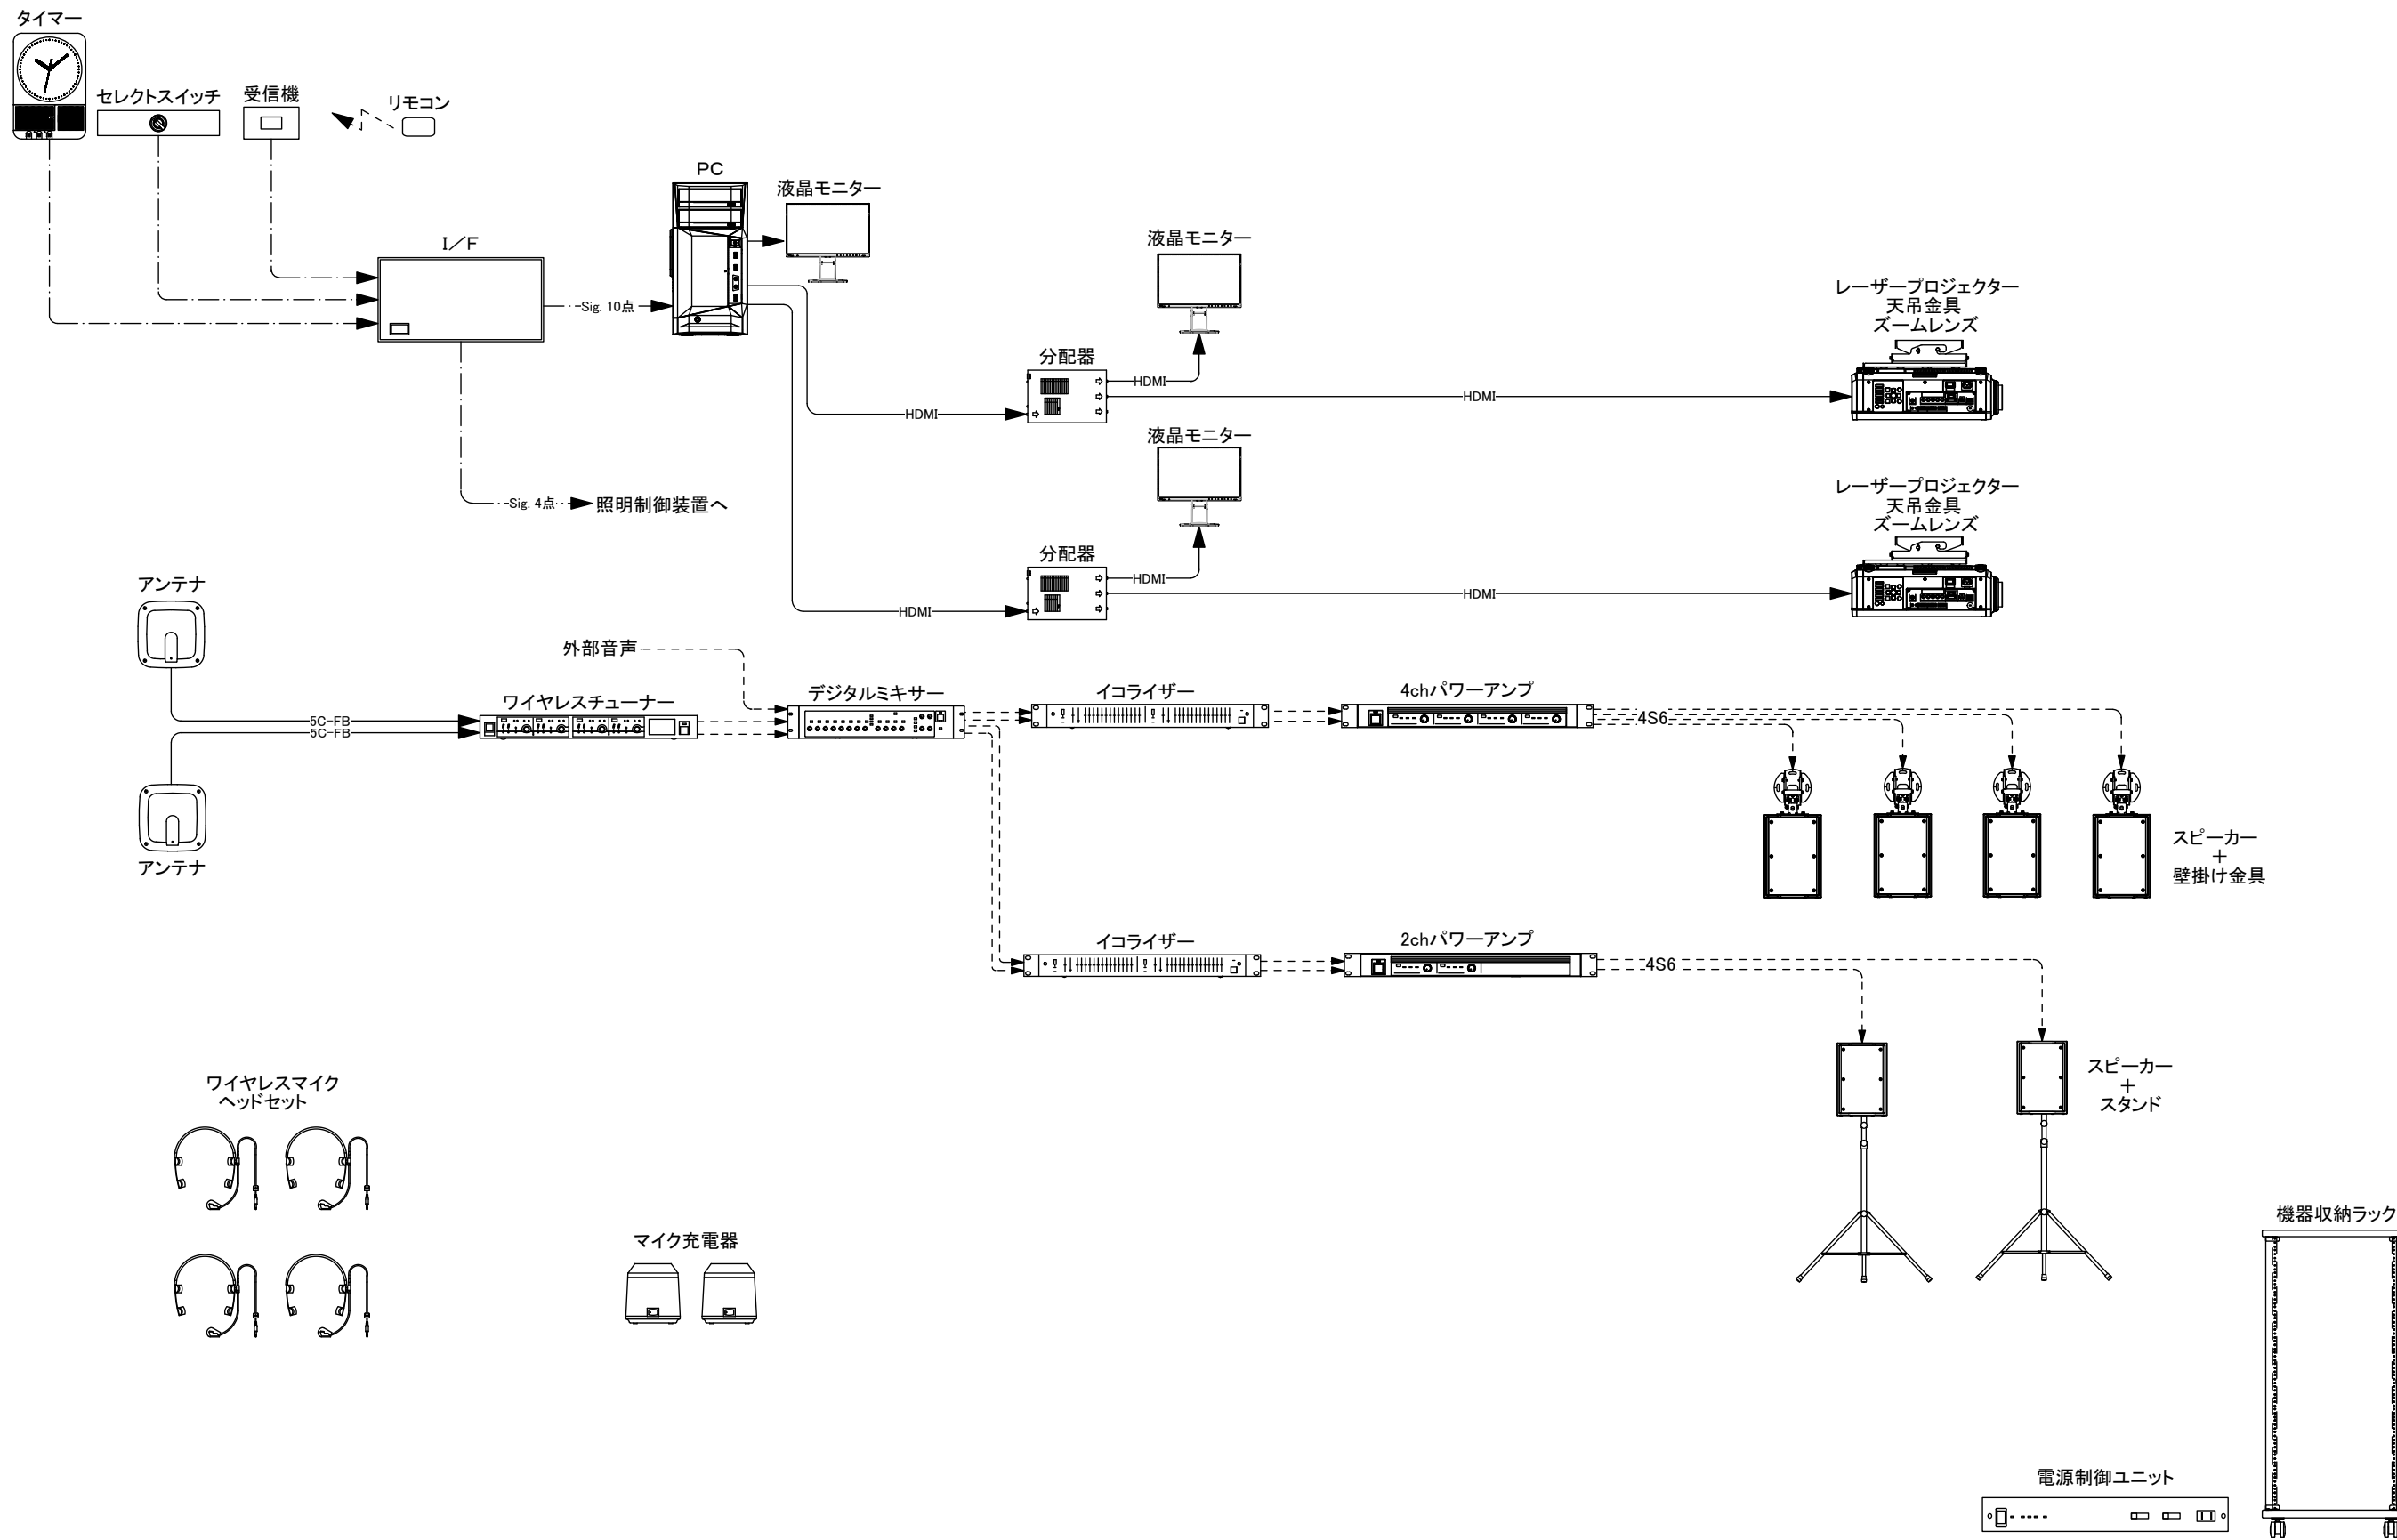 タイマー
セレクトスイッチ
受信機
リモコン
PC
液晶モニター
I／F
Sig. 10点
Sig. 4点
照明制御装置へ
液晶モニター
分配器
HDMI
HDMI
HDMI
レーザープロジェクター
天吊金具
ズームレンズ
液晶モニター
分配器
HDMI
HDMI
HDMI
レーザープロジェクター
天吊金具
ズームレンズ
アンテナ
5C-FB
5C-FB
アンテナ
外部音声
ワイヤレスチューナー
デジタルミキサー
イコライザー
4chパワーアンプ
4S6
スピーカー
＋
壁掛け金具
イコライザー
2chパワーアンプ
4S6
スピーカー
＋
スタンド
ワイヤレスマイク
ヘッドセット
マイク充電器
機器収納ラック
電源制御ユニット